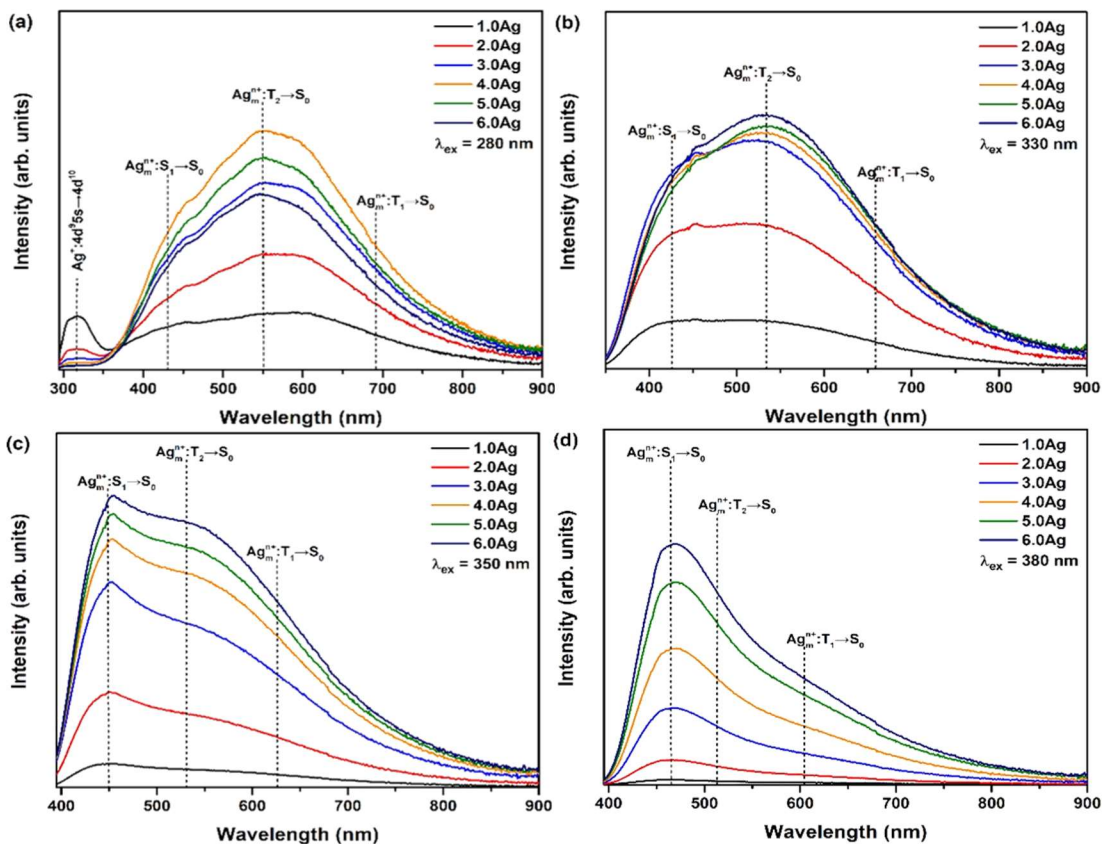 (a)
1.0Ag
2.0Ag
3.0Ag
4.0Ag
5.0Ag
6.0Ag
λex = 280 nm
Ag⁺:4d⁹5s→4d¹⁰
Agₘⁿ⁺:S₁→S₀
Agₘⁿ⁺:T₂→S₀
Agₘⁿ⁺:T₁→S₀
Intensity (arb. units)
295 400 500 600 700 800 900
Wavelength (nm)
(b)
1.0Ag
2.0Ag
3.0Ag
4.0Ag
5.0Ag
6.0Ag
λex = 330 nm
Agₘⁿ⁺:S₁→S₀
Agₘⁿ⁺:T₂→S₀
Agₘⁿ⁺:T₁→S₀
Intensity (arb. units)
400 500 600 700 800 900
Wavelength (nm)
(c)
1.0Ag
2.0Ag
3.0Ag
4.0Ag
5.0Ag
6.0Ag
λex = 350 nm
Agₘⁿ⁺:S₁→S₀
Agₘⁿ⁺:T₂→S₀
Agₘⁿ⁺:T₁→S₀
Intensity (arb. units)
400 500 600 700 800 900
Wavelength (nm)
(d)
1.0Ag
2.0Ag
3.0Ag
4.0Ag
5.0Ag
6.0Ag
λex = 380 nm
Agₘⁿ⁺:S₁→S₀
Agₘⁿ⁺:T₂→S₀
Agₘⁿ⁺:T₁→S₀
Intensity (arb. units)
400 500 600 700 800 900
Wavelength (nm)